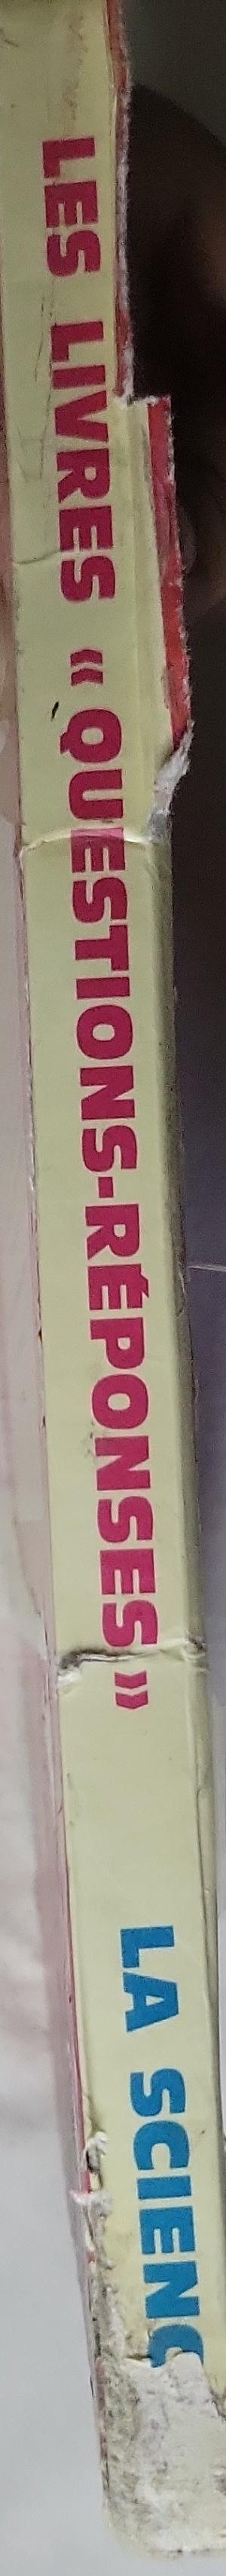 LES LIVRES « QUESTIONS-RÉPONSES » LA SCIENC